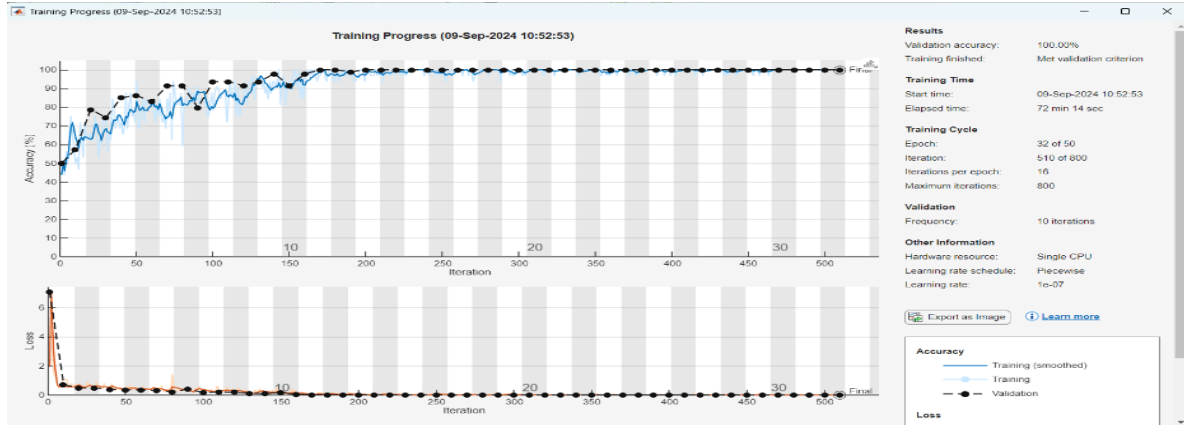 Training Progress (09-Sep-2024 10:52:53)
Training Progress (09-Sep-2024 10:52:53)
Accuracy (%)
100
90
80
70
60
50
40
30
20
10
0
10 20 30
0 50 100 150 200 250 300 350 400 450 500
Iteration
Loss
6
4
2
0
10 20 30
Final
0 50 100 150 200 250 300 350 400 450 500
Iteration
Results
Validation accuracy: 100.00%
Training finished: Met validation criterion
Training Time
Start time: 09-Sep-2024 10:52:53
Elapsed time: 72 min 14 sec
Training Cycle
Epoch: 32 of 50
Iteration: 510 of 800
Iterations per epoch: 16
Maximum iterations: 800
Validation
Frequency: 10 iterations
Other Information
Hardware resource: Single CPU
Learning rate schedule: Piecewise
Learning rate: 1e-07
Export as Image
Learn more
Accuracy
Training (smoothed)
Training
Validation
Loss